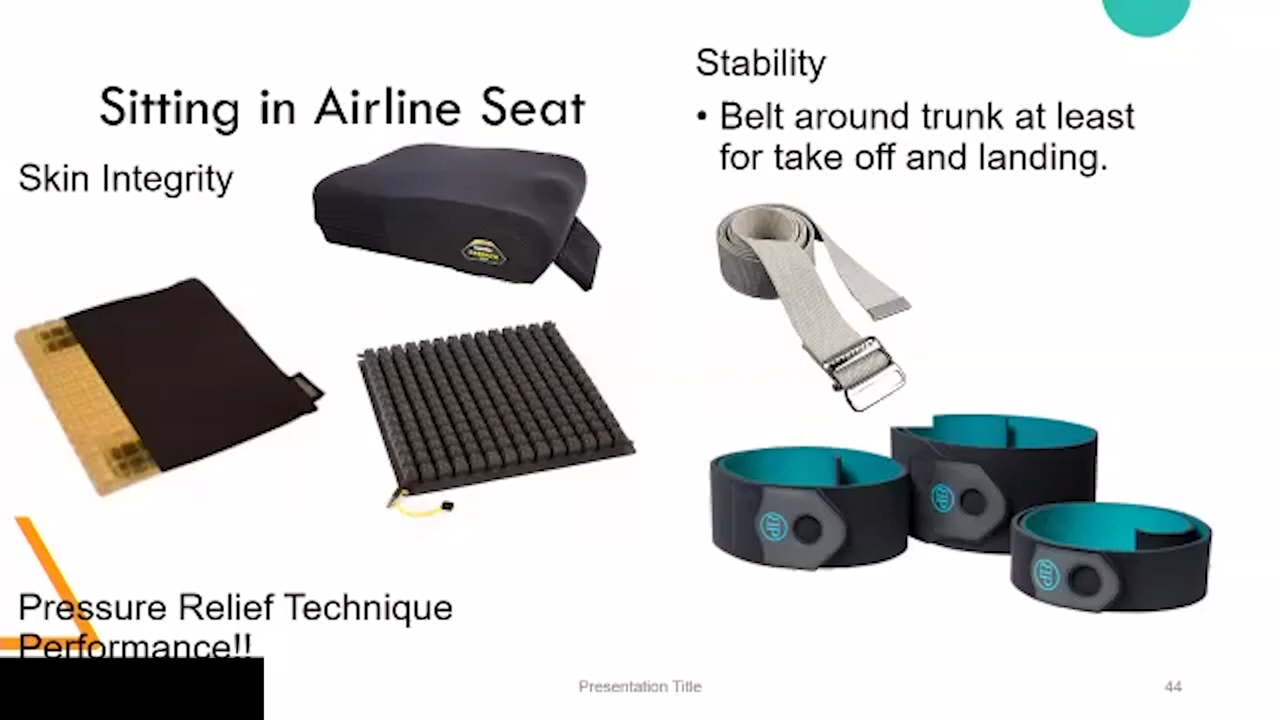 Sitting in Airline Seat
Skin Integrity
Pressure Relief Technique
Performance!!
Stability
• Belt around trunk at least
for take off and landing.
Presentation Title
44